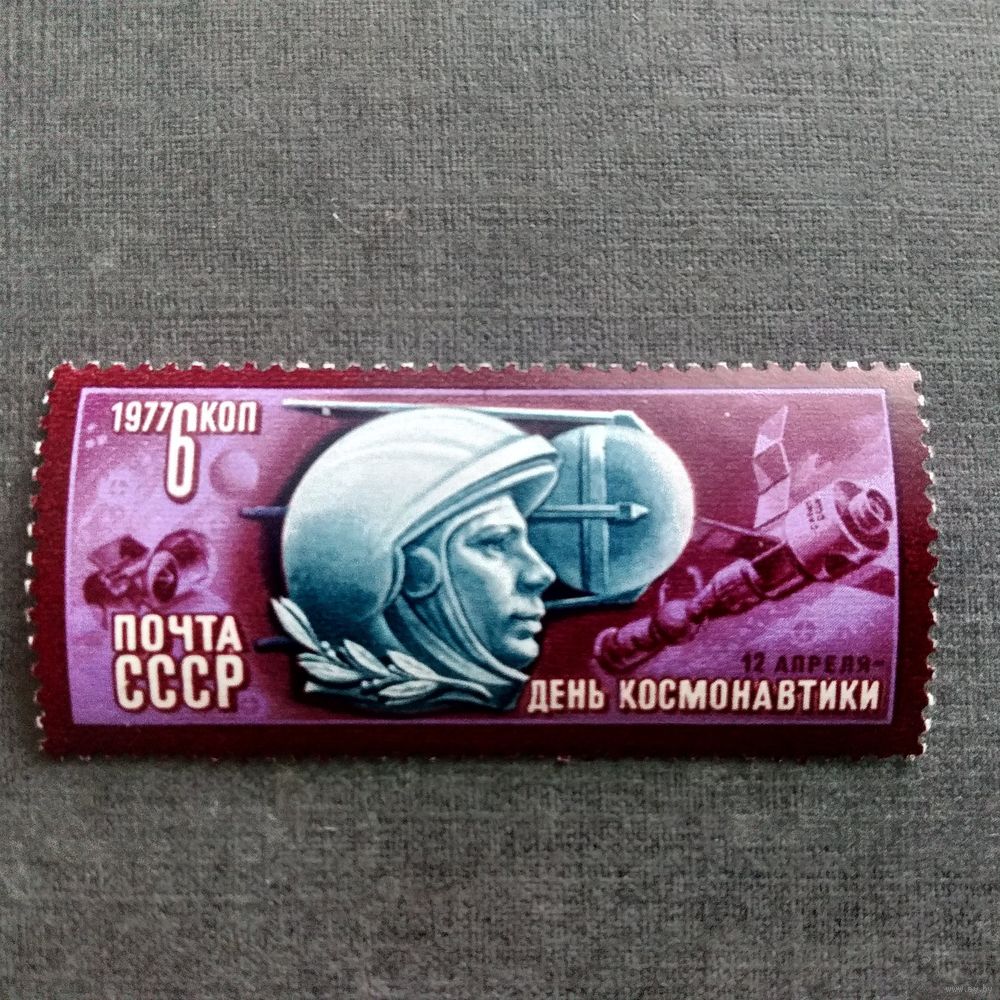 1977 6 КОП
ПОЧТА
СССР
12 АПРЕЛЯ-
ДЕНЬ КОСМОНАВТИКИ